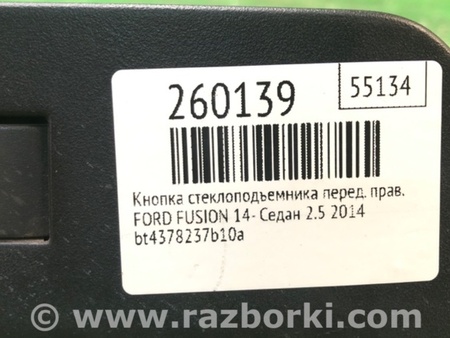 260139
55134
Кнопка стеклоподъемника перед. прав.
FORD FUSION 14- Седан 2.5 2014
bt4378237b10a
© www.razborki.com